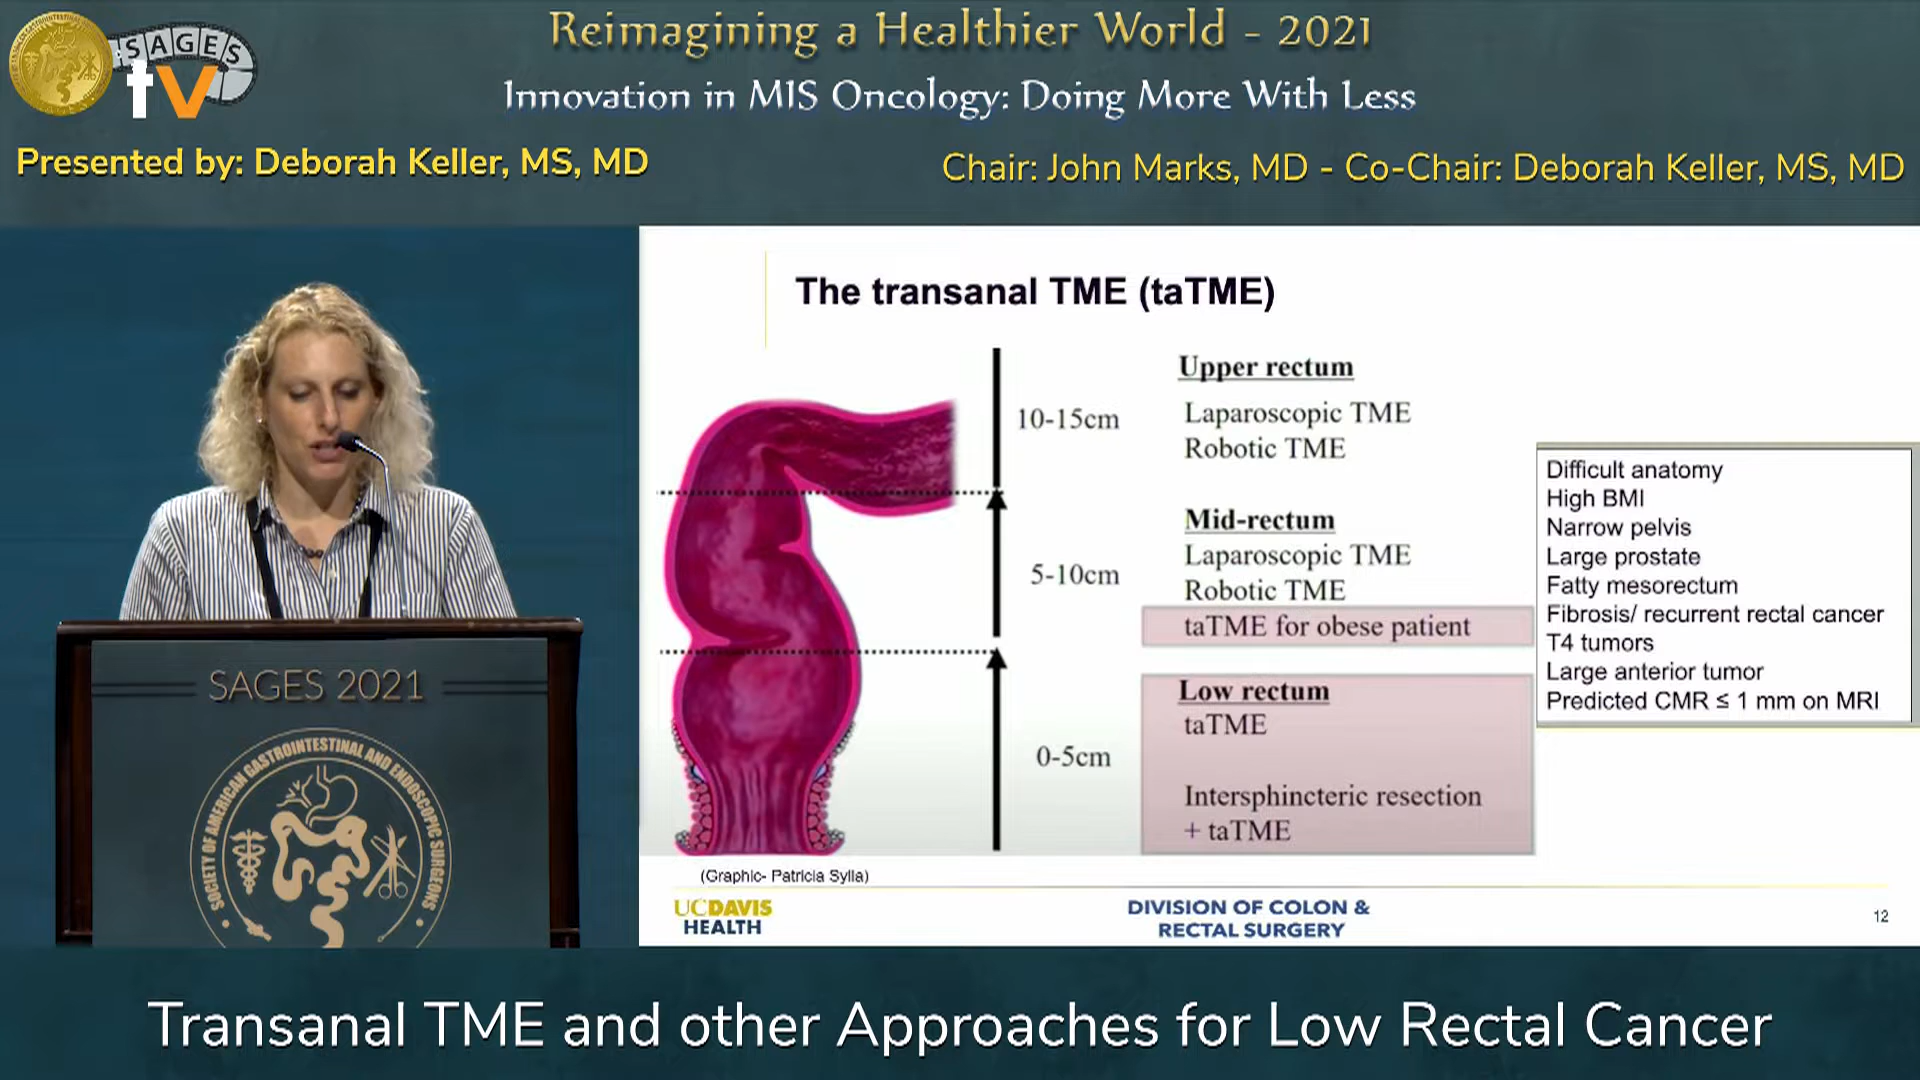 SAGES
tv
Reimagining a Healthier World - 2021
Innovation in MIS Oncology: Doing More With Less
Presented by: Deborah Keller, MS, MD
Chair: John Marks, MD - Co-Chair: Deborah Keller, MS, MD
SAGES 2021
SOCIETY OF AMERICAN GASTROINTESTINAL AND ENDOSCOPIC SURGEONS
The transanal TME (taTME)
10-15cm
5-10cm
0-5cm
Upper rectum
Laparoscopic TME
Robotic TME
Mid-rectum
Laparoscopic TME
Robotic TME
taTME for obese patient
Low rectum
taTME
Intersphincteric resection
+ taTME
Difficult anatomy
High BMI
Narrow pelvis
Large prostate
Fatty mesorectum
Fibrosis/ recurrent rectal cancer
T4 tumors
Large anterior tumor
Predicted CMR ≤ 1 mm on MRI
(Graphic- Patricia Sylla)
UCDAVIS
HEALTH
DIVISION OF COLON &
RECTAL SURGERY
12
Transanal TME and other Approaches for Low Rectal Cancer